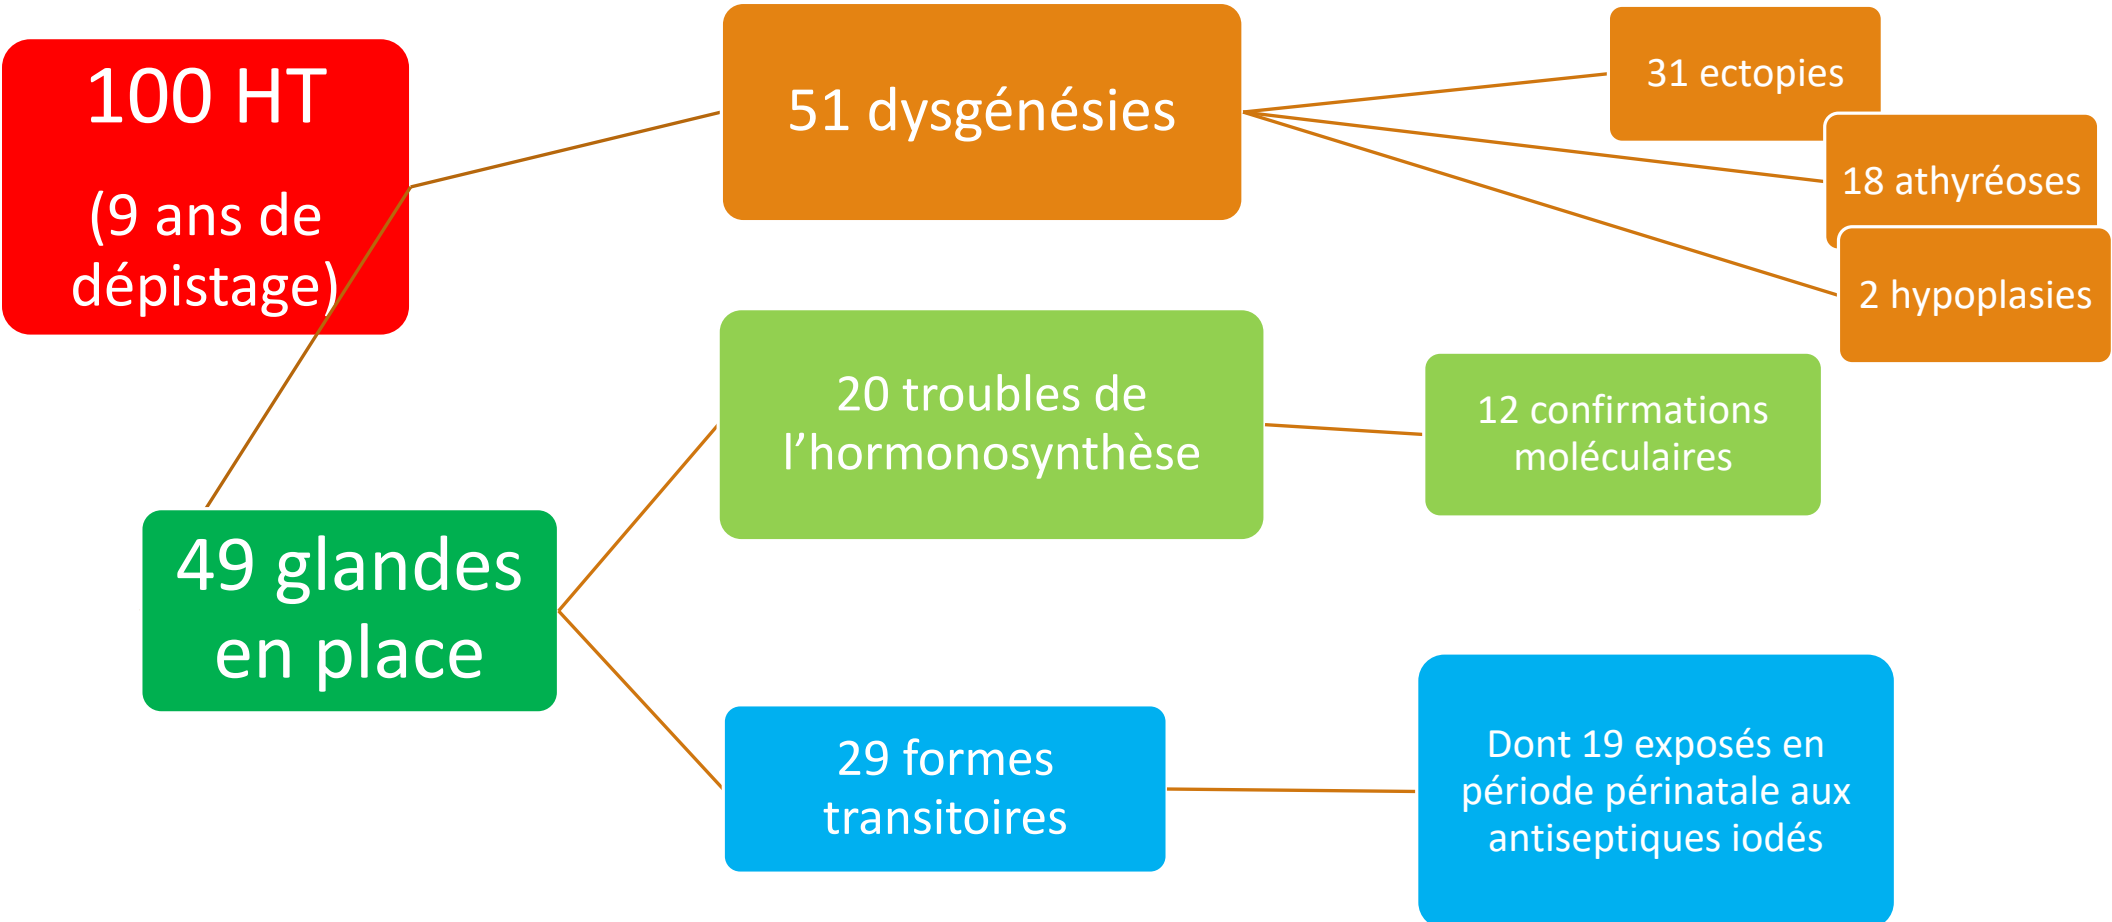 100 HT
(9 ans de
dépistage)
51 dysgénésies
31 ectopies
18 athyréoses
2 hypoplasies
49 glandes
en place
20 troubles de
l’hormonosynthèse
12 confirmations
moléculaires
29 formes
transitoires
Dont 19 exposés en
période périnatale aux
antiseptiques iodés